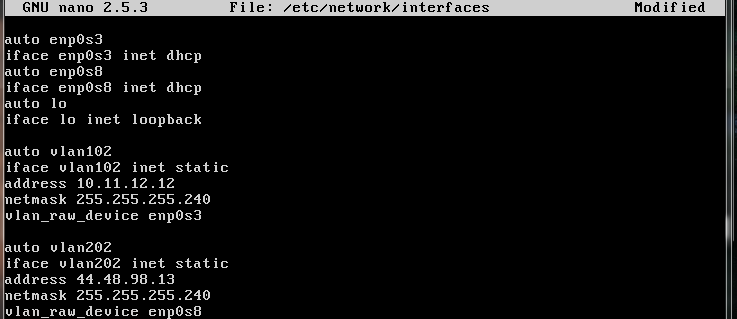 GNU nano 2.5.3 File: /etc/network/interfaces Modified
auto enp0s3
iface enp0s3 inet dhcp
auto enp0s8
iface enp0s8 inet dhcp
auto lo
iface lo inet loopback
auto vlan102
iface vlan102 inet static
address 10.11.12.12
netmask 255.255.255.240
vlan_raw_device enp0s3
auto vlan202
iface vlan202 inet static
address 44.48.98.13
netmask 255.255.255.240
vlan_raw_device enp0s8